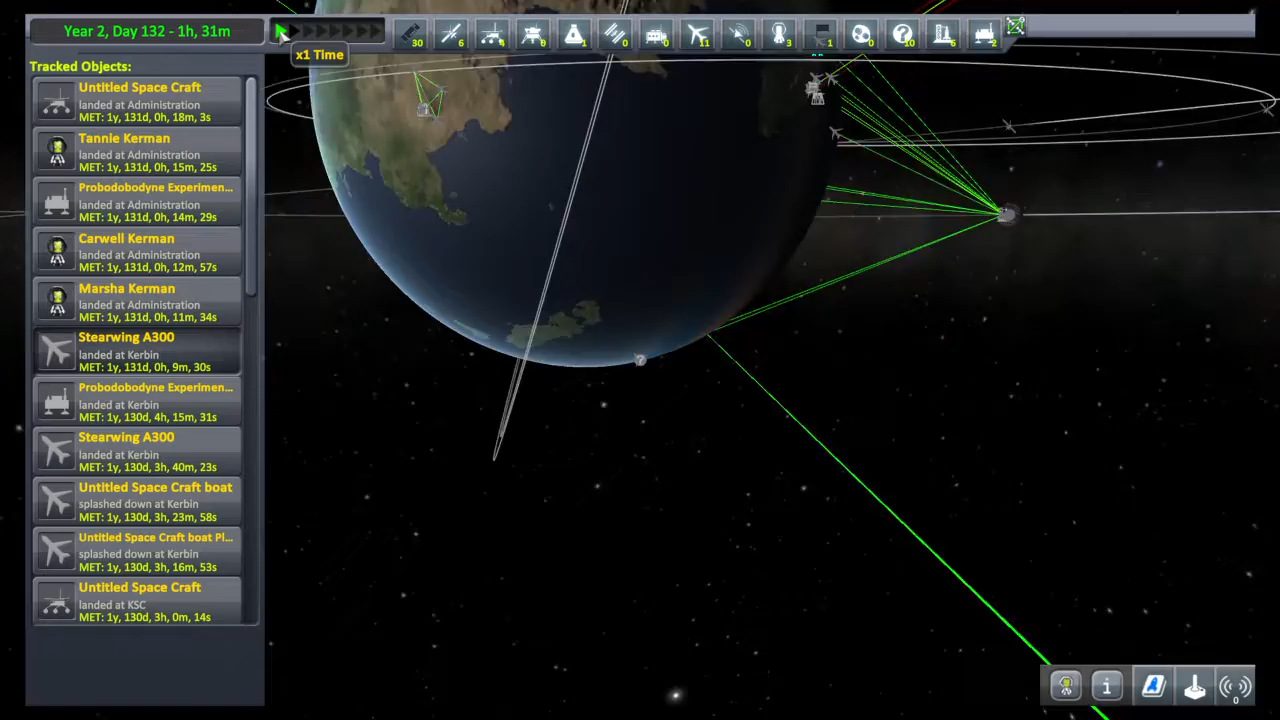 Year 2, Day 132 - 1h, 31m
x1 Time
30 6 4 0 1 0 0 11 0 3 1 0 10 6 2
Tracked Objects:
Untitled Space Craft
landed at Administration
MET: 1y, 131d, 0h, 18m, 3s
Tannie Kerman
landed at Administration
MET: 1y, 131d, 0h, 15m, 25s
Probodobodyne Experimen...
landed at Administration
MET: 1y, 131d, 0h, 14m, 29s
Carwell Kerman
landed at Administration
MET: 1y, 131d, 0h, 12m, 57s
Marsha Kerman
landed at Administration
MET: 1y, 131d, 0h, 11m, 34s
Stearwing A300
landed at Kerbin
MET: 1y, 131d, 0h, 9m, 30s
Probodobodyne Experimen...
landed at Kerbin
MET: 1y, 130d, 4h, 15m, 31s
Stearwing A300
landed at Kerbin
MET: 1y, 130d, 3h, 40m, 23s
Untitled Space Craft boat
splashed down at Kerbin
MET: 1y, 130d, 3h, 23m, 58s
Untitled Space Craft boat Pl...
splashed down at Kerbin
MET: 1y, 130d, 3h, 16m, 53s
Untitled Space Craft
landed at KSC
MET: 1y, 130d, 3h, 0m, 14s
0